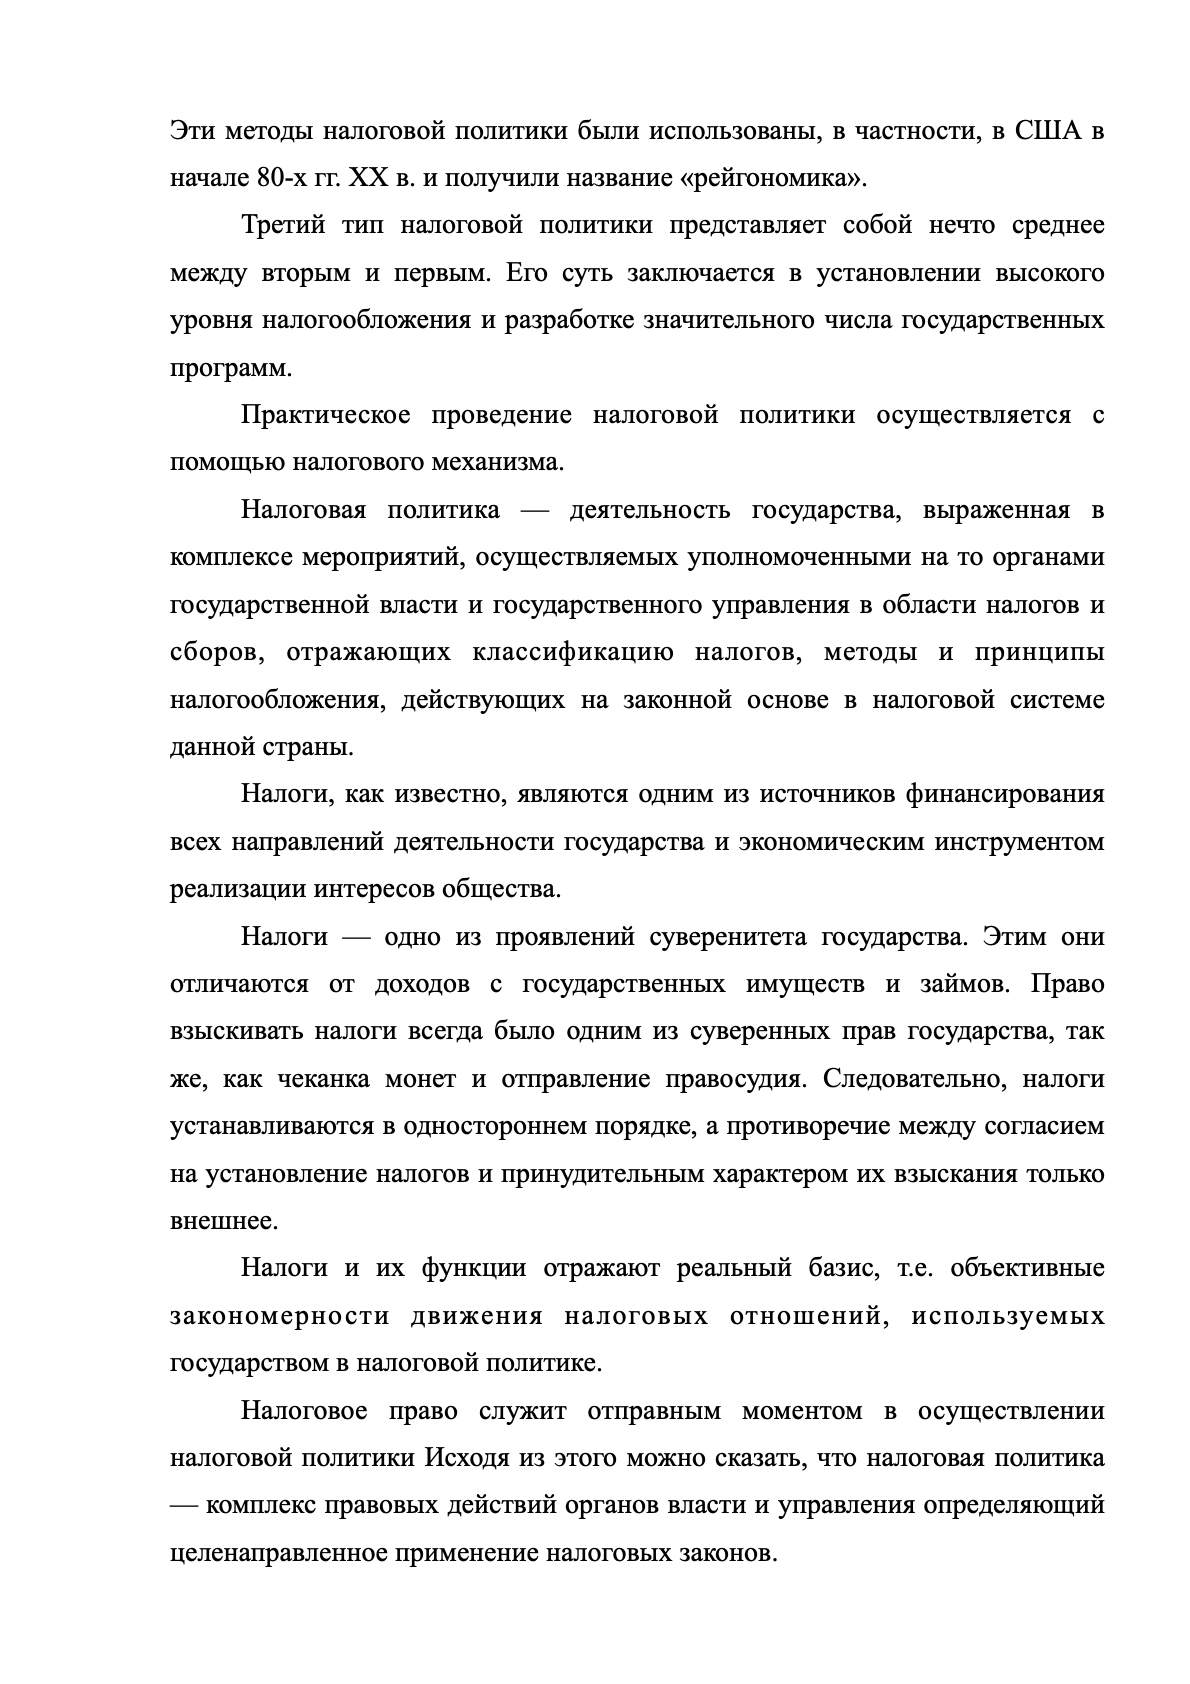 Эти методы налоговой политики были использованы, в частности, в США в
начале 80-х гг. XX в. и получили название «рейгономика».
Третий тип налоговой политики представляет собой нечто среднее
между вторым и первым. Его суть заключается в установлении высокого
уровня налогообложения и разработке значительного числа государственных
программ.
Практическое проведение налоговой политики осуществляется с
помощью налогового механизма.
Налоговая политика — деятельность государства, выраженная в
комплексе мероприятий, осуществляемых уполномоченными на то органами
государственной власти и государственного управления в области налогов и
сборов, отражающих классификацию налогов, методы и принципы
налогообложения, действующих на законной основе в налоговой системе
данной страны.
Налоги, как известно, являются одним из источников финансирования
всех направлений деятельности государства и экономическим инструментом
реализации интересов общества.
Налоги — одно из проявлений суверенитета государства. Этим они
отличаются от доходов с государственных имуществ и займов. Право
взыскивать налоги всегда было одним из суверенных прав государства, так
же, как чеканка монет и отправление правосудия. Следовательно, налоги
устанавливаются в одностороннем порядке, а противоречие между согласием
на установление налогов и принудительным характером их взыскания только
внешнее.
Налоги и их функции отражают реальный базис, т.е. объективные
закономерности движения налоговых отношений, используемых
государством в налоговой политике.
Налоговое право служит отправным моментом в осуществлении
налоговой политики Исходя из этого можно сказать, что налоговая политика
— комплекс правовых действий органов власти и управления определяющий
целенаправленное применение налоговых законов.